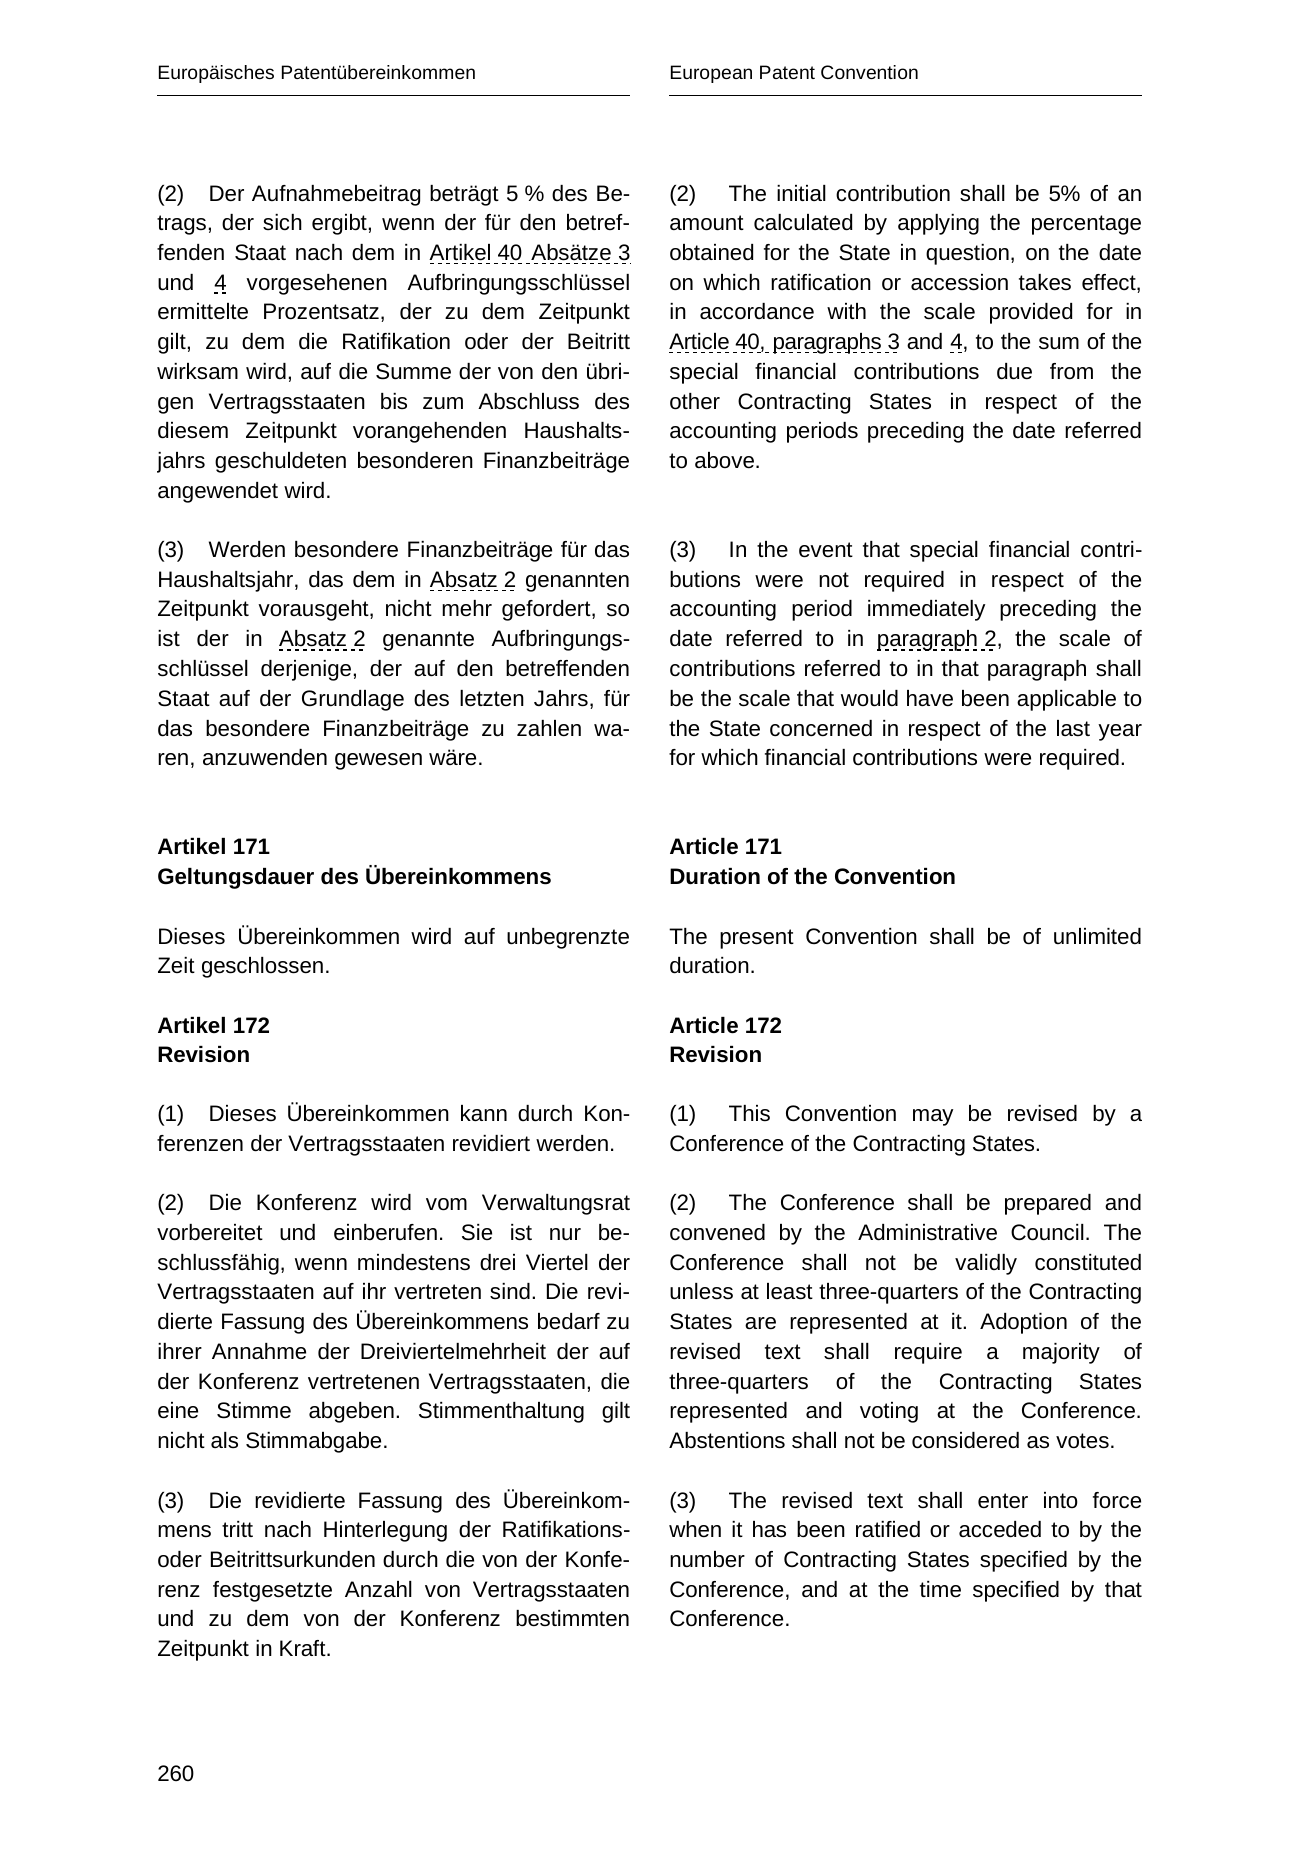 Europäisches Patentübereinkommen
(2) Der Aufnahmebeitrag beträgt 5 % des Be-
trags, der sich ergibt, wenn der für den betref-
fenden Staat nach dem in Artikel 40 Absätze 3
und 4 vorgesehenen Aufbringungsschlüssel
ermittelte Prozentsatz, der zu dem Zeitpunkt
gilt, zu dem die Ratifikation oder der Beitritt
wirksam wird, auf die Summe der von den übri-
gen Vertragsstaaten bis zum Abschluss des
diesem Zeitpunkt vorangehenden Haushalts-
jahrs geschuldeten besonderen Finanzbeiträge
angewendet wird.
(3) Werden besondere Finanzbeiträge für das
Haushaltsjahr, das dem in Absatz 2 genannten
Zeitpunkt vorausgeht, nicht mehr gefordert, so
ist der in Absatz 2 genannte Aufbringungs-
schlüssel derjenige, der auf den betreffenden
Staat auf der Grundlage des letzten Jahrs, für
das besondere Finanzbeiträge zu zahlen wa-
ren, anzuwenden gewesen wäre.
Artikel 171
Geltungsdauer des Übereinkommens
Dieses Übereinkommen wird auf unbegrenzte
Zeit geschlossen.
Artikel 172
Revision
(1) Dieses Übereinkommen kann durch Kon-
ferenzen der Vertragsstaaten revidiert werden.
(2) Die Konferenz wird vom Verwaltungsrat
vorbereitet und einberufen. Sie ist nur be-
schlussfähig, wenn mindestens drei Viertel der
Vertragsstaaten auf ihr vertreten sind. Die revi-
dierte Fassung des Übereinkommens bedarf zu
ihrer Annahme der Dreiviertelmehrheit der auf
der Konferenz vertretenen Vertragsstaaten, die
eine Stimme abgeben. Stimmenthaltung gilt
nicht als Stimmabgabe.
(3) Die revidierte Fassung des Übereinkom-
mens tritt nach Hinterlegung der Ratifikations-
oder Beitrittsurkunden durch die von der Konfe-
renz festgesetzte Anzahl von Vertragsstaaten
und zu dem von der Konferenz bestimmten
Zeitpunkt in Kraft.
European Patent Convention
(2) The initial contribution shall be 5% of an
amount calculated by applying the percentage
obtained for the State in question, on the date
on which ratification or accession takes effect,
in accordance with the scale provided for in
Article 40, paragraphs 3 and 4, to the sum of the
special financial contributions due from the
other Contracting States in respect of the
accounting periods preceding the date referred
to above.
(3) In the event that special financial contri-
butions were not required in respect of the
accounting period immediately preceding the
date referred to in paragraph 2, the scale of
contributions referred to in that paragraph shall
be the scale that would have been applicable to
the State concerned in respect of the last year
for which financial contributions were required.
Article 171
Duration of the Convention
The present Convention shall be of unlimited
duration.
Article 172
Revision
(1) This Convention may be revised by a
Conference of the Contracting States.
(2) The Conference shall be prepared and
convened by the Administrative Council. The
Conference shall not be validly constituted
unless at least three-quarters of the Contracting
States are represented at it. Adoption of the
revised text shall require a majority of
three-quarters of the Contracting States
represented and voting at the Conference.
Abstentions shall not be considered as votes.
(3) The revised text shall enter into force
when it has been ratified or acceded to by the
number of Contracting States specified by the
Conference, and at the time specified by that
Conference.
260